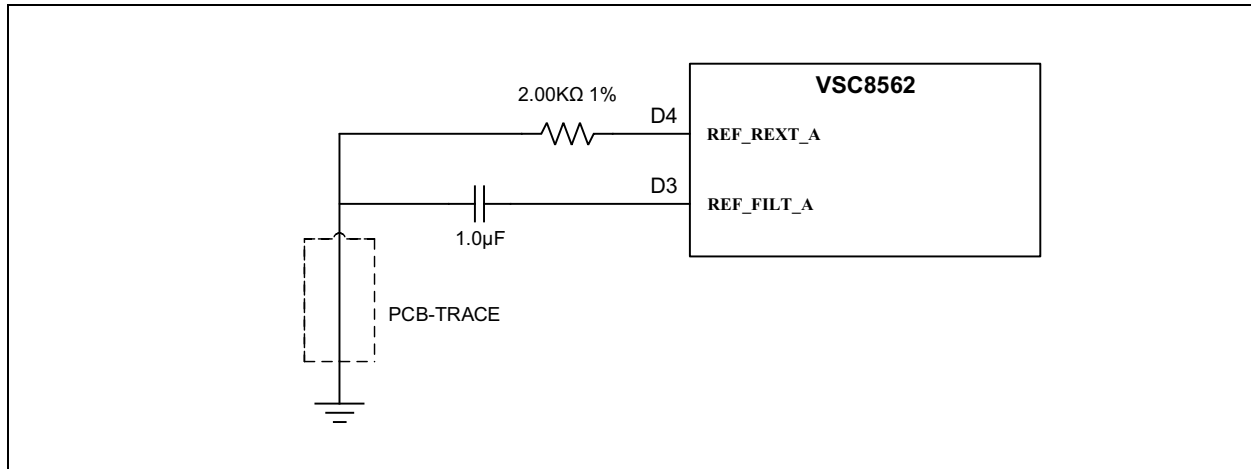 VSC8562
2.00KΩ 1%
D4
REF_REXT_A
D3
REF_FILT_A
1.0µF
PCB-TRACE